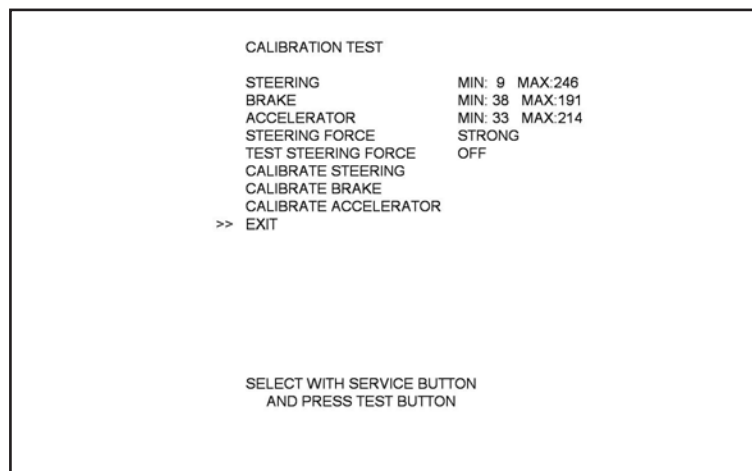 CALIBRATION TEST
STEERING MIN: 9 MAX:246
BRAKE MIN: 38 MAX:191
ACCELERATOR MIN: 33 MAX:214
STEERING FORCE STRONG
TEST STEERING FORCE OFF
CALIBRATE STEERING
CALIBRATE BRAKE
CALIBRATE ACCELERATOR
>> EXIT
SELECT WITH SERVICE BUTTON
AND PRESS TEST BUTTON